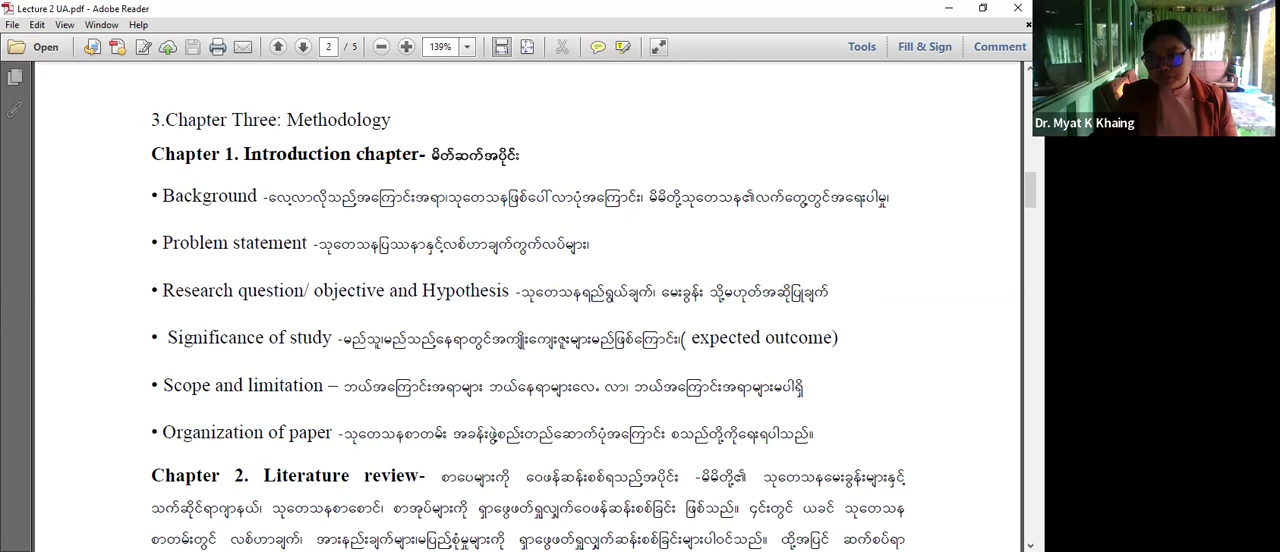 Lecture 2 UA.pdf - Adobe Reader
File Edit View Window Help
Open 2 / 5 139% Tools Fill & Sign Comment
Dr. Myat K Khaing
3.Chapter Three: Methodology
Chapter 1. Introduction chapter- မိတ်ဆက်အပိုင်း
• Background -လေ့လာလိုသည့်အကြောင်းအရာ၊သုတေသနဖြစ်ပေါ်လာပုံအကြောင်း၊ မိမိတို့သုတေသန၏လက်တွေ့တွင်အရေးပါမှု၊
• Problem statement -သုတေသနပြဿနာနှင့်လစ်ဟာချက်ကွက်လပ်များ၊
• Research question/ objective and Hypothesis -သုတေသနရည်ရွယ်ချက်၊ မေးခွန်း သို့မဟုတ်အဆိုပြုချက်
• Significance of study -မည်သူ၊မည်သည့်နေရာတွင်အကျိုးကျေးဇူးများမည်ဖြစ်ကြောင်း၊( expected outcome)
• Scope and limitation – ဘယ်အကြောင်းအရာများ ဘယ်နေရာများလေ့ လာ၊ ဘယ်အကြောင်းအရာများမပါရှိ
• Organization of paper -သုတေသနစာတမ်း အခန်းဖွဲ့စည်းတည်ဆောက်ပုံအကြောင်း စသည်တို့ကိုရေးရပါသည်။
Chapter 2. Literature review- စာပေများကို ဝေဖန်ဆန်းစစ်ရသည့်အပိုင်း -မိမိတို့၏ သုတေသနမေးခွန်းများနှင့်
သက်ဆိုင်ရာဂျာနယ်၊ သုတေသနစာစောင်၊ စာအုပ်များကို ရှာဖွေဖတ်ရှုလျှက်ဝေဖန်ဆန်းစစ်ခြင်း ဖြစ်သည်။ ၄င်းတွင် ယခင် သုတေသန
စာတမ်းတွင် လစ်ဟာချက်၊ အားနည်းချက်များ၊မပြည့်စုံမှုများကို ရှာဖွေဖတ်ရှုလျှက်ဆန်းစစ်ခြင်းများပါဝင်သည်။ ထို့အပြင် ဆက်စပ်ရာ